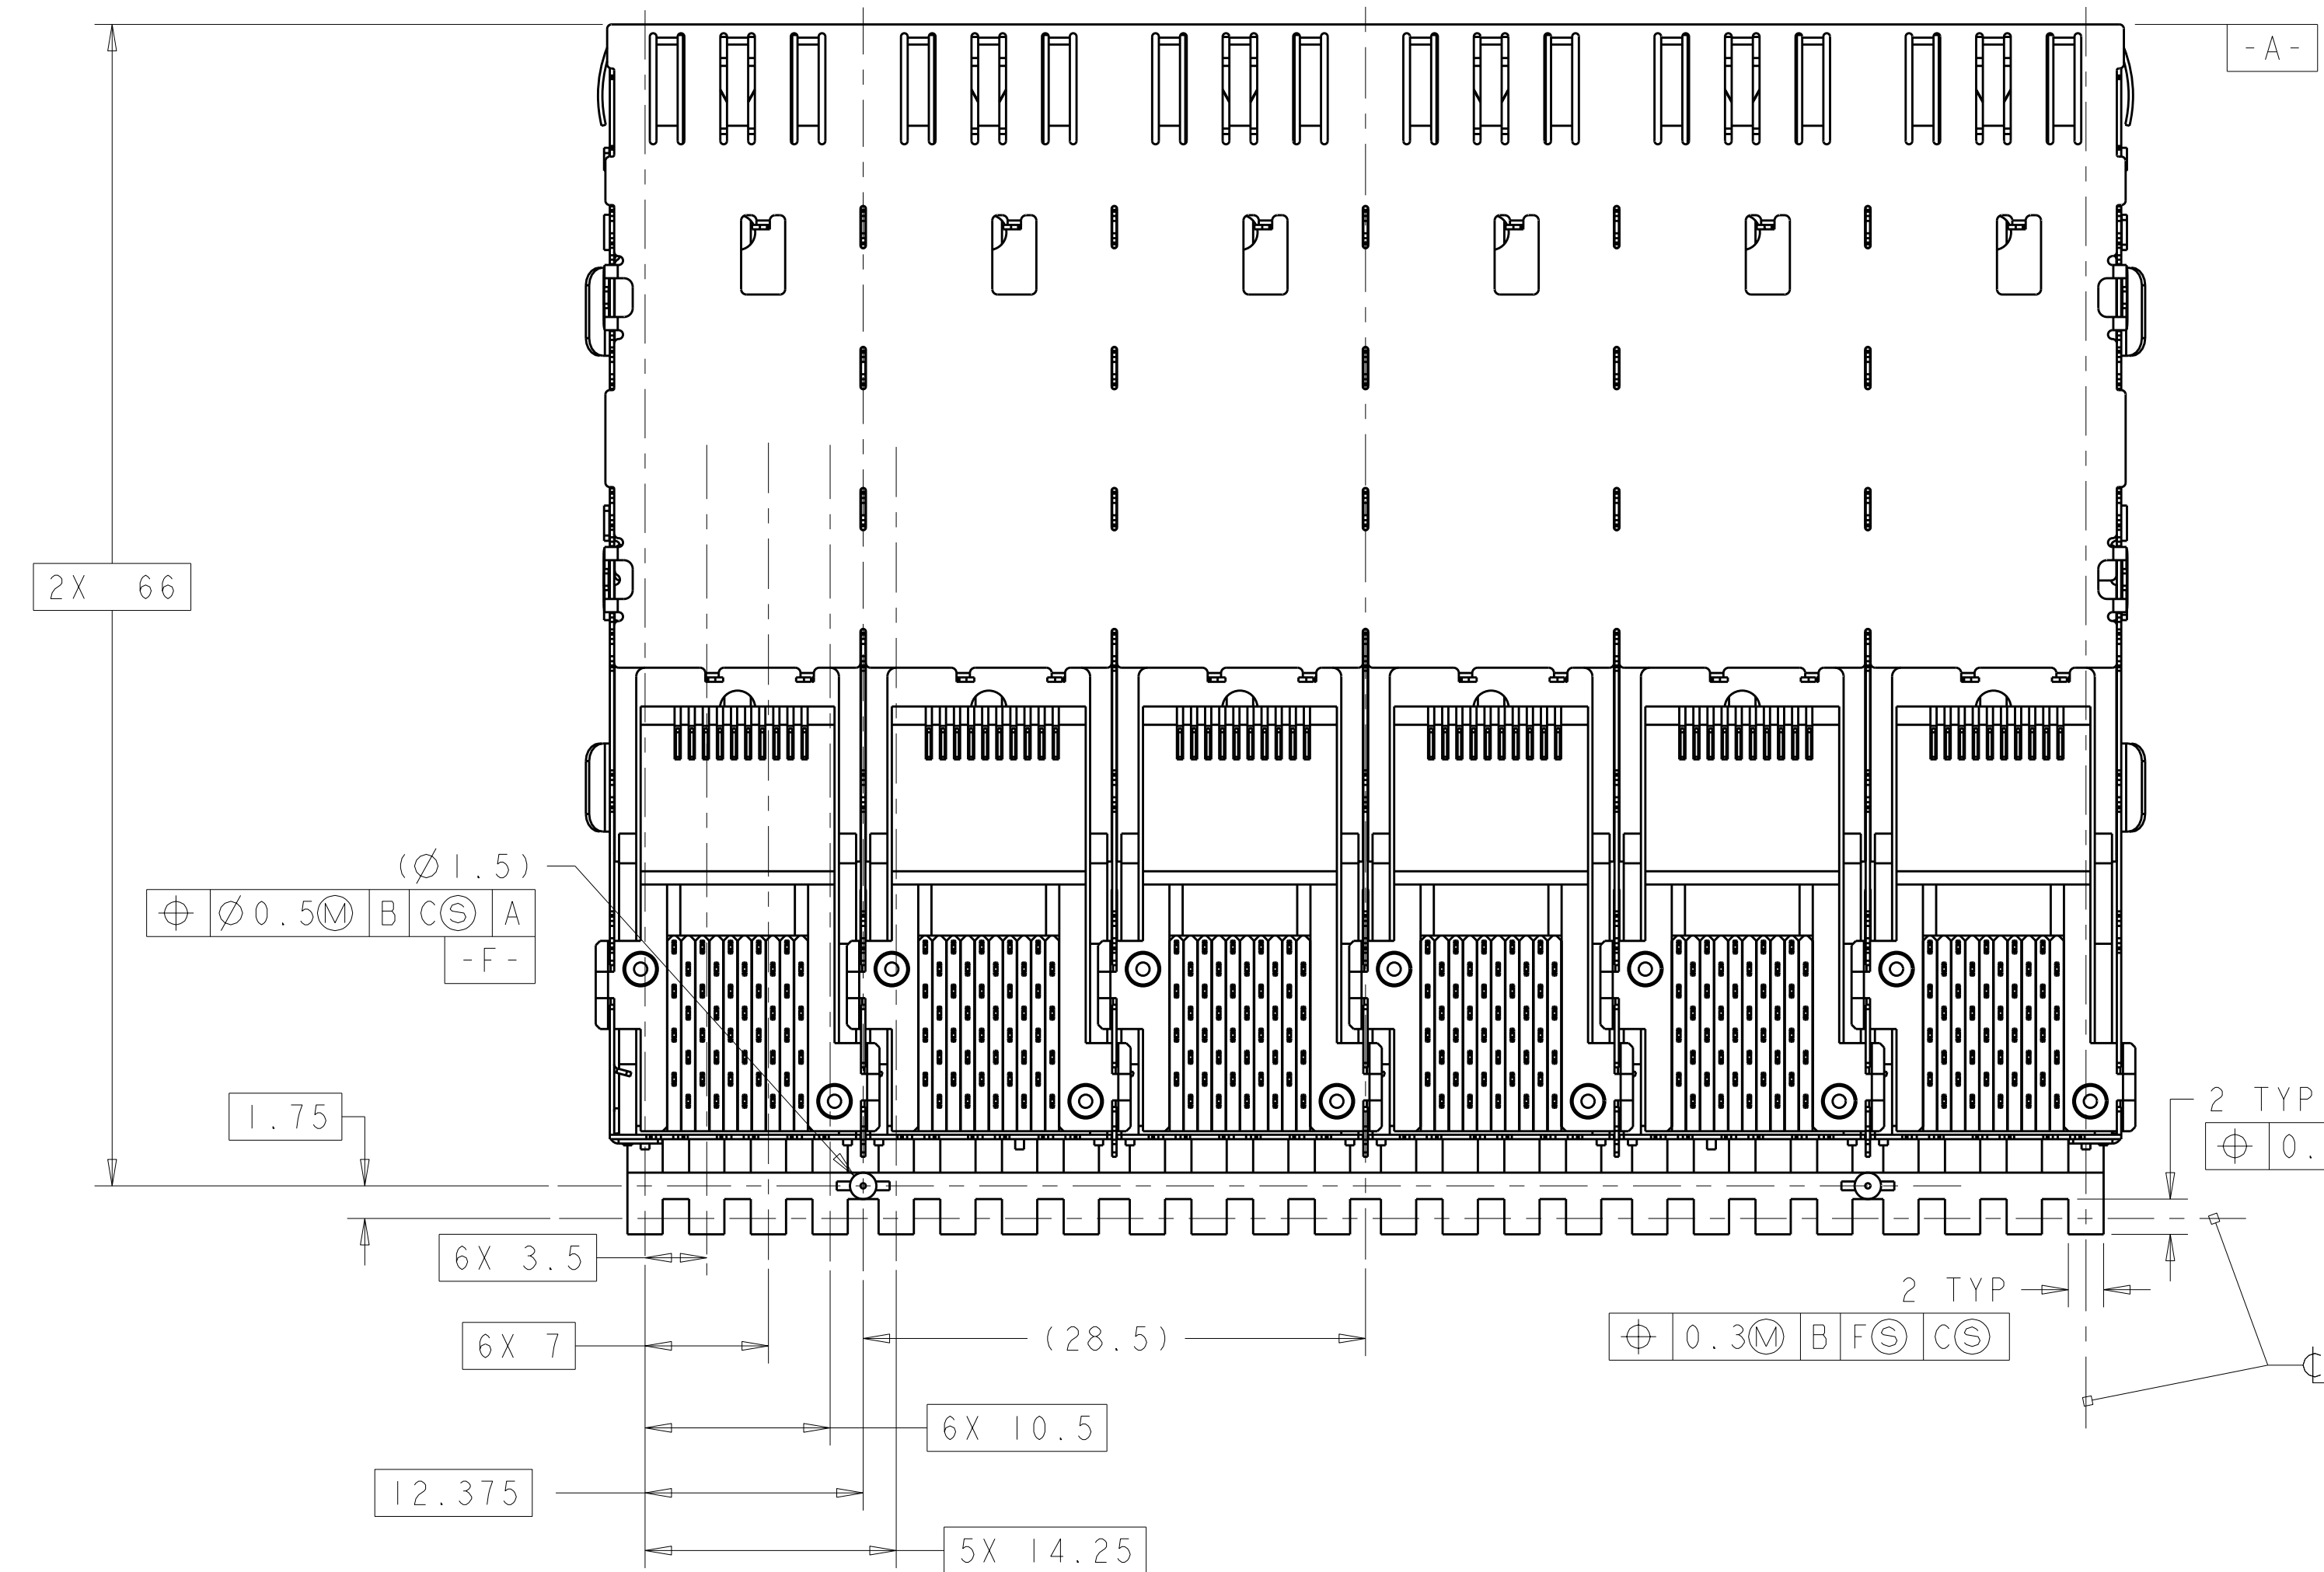 -A-
2X 66
(Ø1.5)
⌖ Ø0.5Ⓜ B CⓈ A
-F-
1.75
2 TYP
⌖ 0.
6X 3.5
2 TYP
⌖ 0.3Ⓜ B FⓈ CⓈ
6X 7
(28.5)
℄
6X 10.5
12.375
5X 14.25